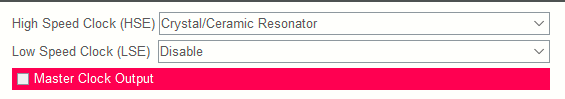 High Speed Clock (HSE) Crystal/Ceramic Resonator
Low Speed Clock (LSE) Disable
Master Clock Output